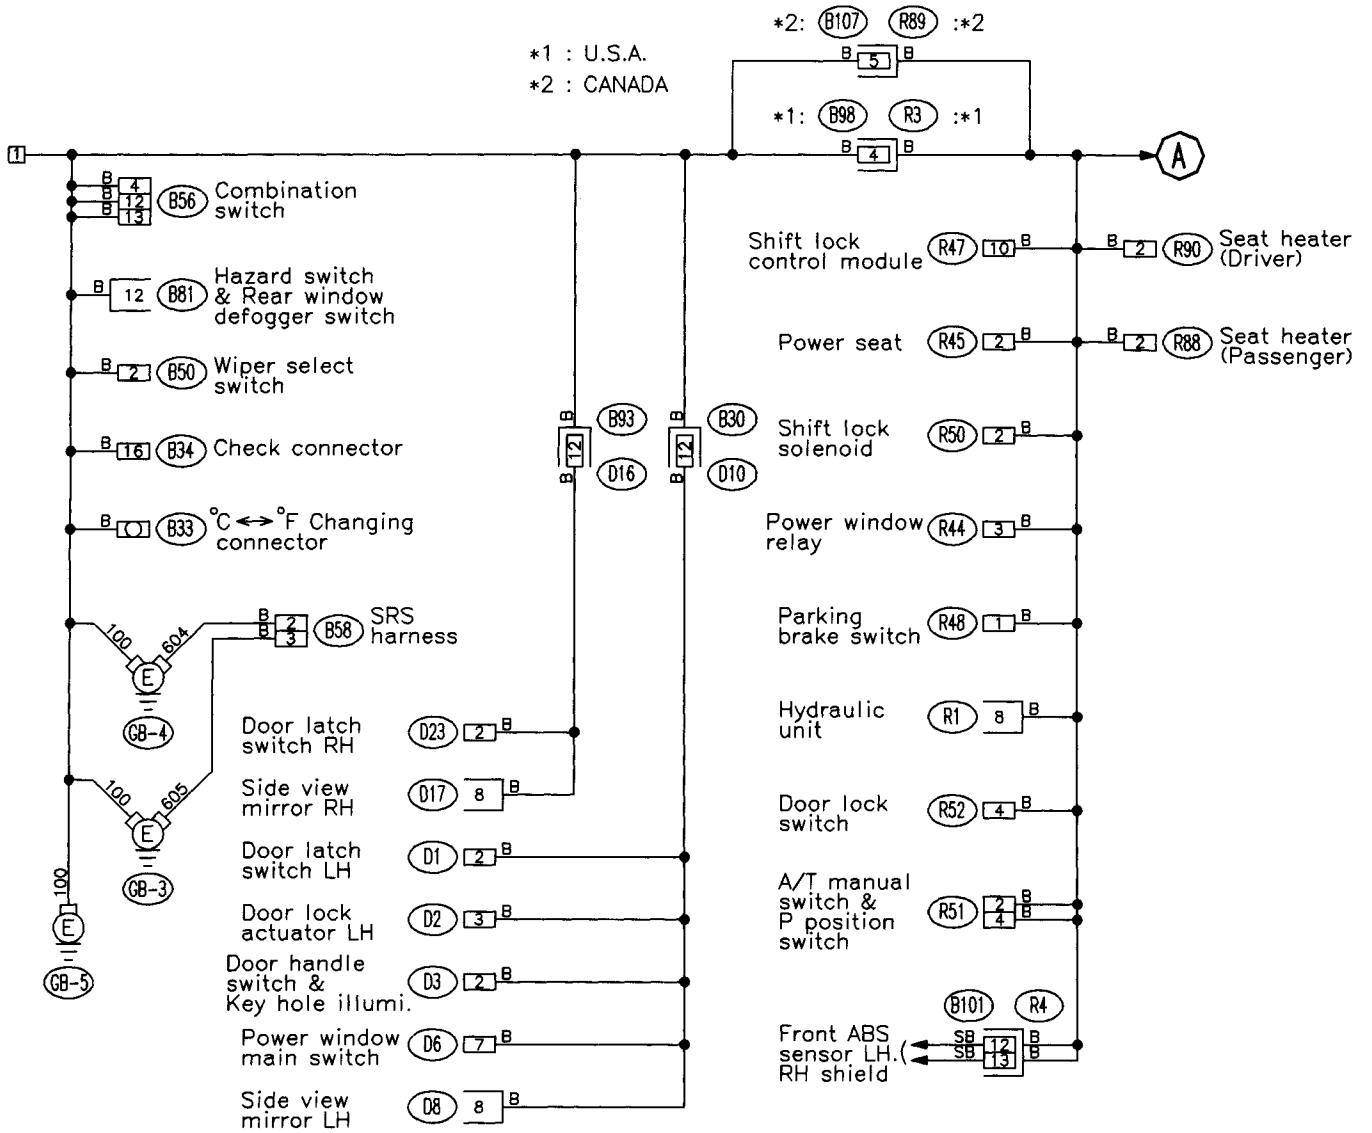 *2: B107 R89 :*2
B 5 B
*1 : U.S.A.
*2 : CANADA
*1: B98 R3 :*1
B 4 B
1
A
B 4
B 12
B 13
B56
Combination
switch
B 12 B81
Hazard switch
& Rear window
defogger switch
B 2 B50
Wiper select
switch
B 16 B34 Check connector
B B33
°C ↔ °F Changing
connector
100 604
B 2
B 3
B58
SRS
harness
E
GB-4
100 605
E
GB-3
100
E
GB-5
B
B93
12
D16
B
B
B30
12
D10
B
Door latch
switch RH
D23 2 B
Side view
mirror RH
D17 8 B
Door latch
switch LH
D1 2 B
Door lock
actuator LH
D2 3 B
Door handle
switch &
Key hole illumi.
D3 2 B
Power window
main switch
D6 7 B
Side view
mirror LH
D8 8 B
Shift lock
control module
R47 10 B
B 2 R90
Seat heater
(Driver)
Power seat R45 2 B
B 2 R88
Seat heater
(Passenger)
Shift lock
solenoid
R50 2 B
Power window
relay
R44 3 B
Parking
brake switch
R48 1 B
Hydraulic
unit
R1 8 B
Door lock
switch
R52 4 B
A/T manual
switch &
P position
switch
R51
2 B
4 B
B101 R4
Front ABS
sensor LH.(
RH shield
SB 12 B
SB 13 B